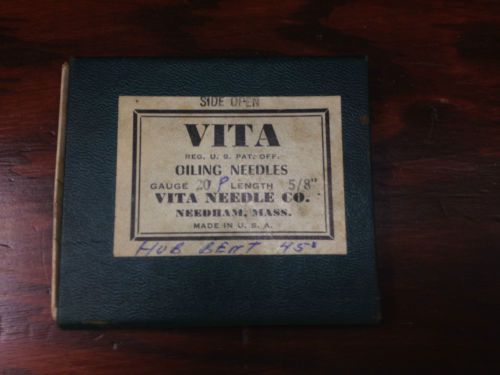 SIDE OPEN
VITA
REG. U. S. PAT. OFF.
OILING NEEDLES
GAUGE 20 P LENGTH 5/8"
VITA NEEDLE CO.
NEEDHAM, MASS.
MADE IN U. S. A.
HUB BENT 45°